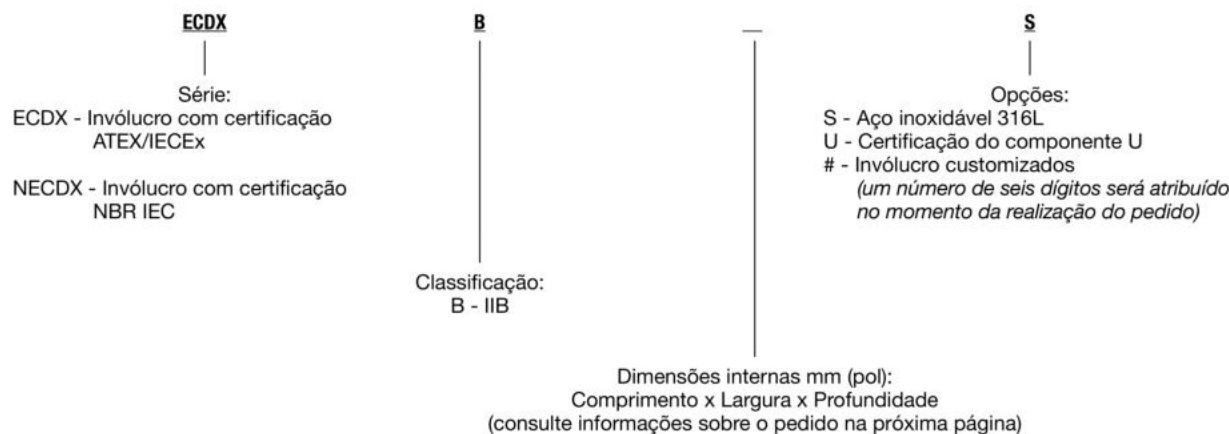 ECDX B _ S
Série:
ECDX - Invólucro com certificação
ATEX/IECEx
NECDX - Invólucro com certificação
NBR IEC
Opções:
S - Aço inoxidável 316L
U - Certificação do componente U
# - Invólucro customizados
(um número de seis dígitos será atribuído
no momento da realização do pedido)
Classificação:
B - IIB
Dimensões internas mm (pol):
Comprimento x Largura x Profundidade
(consulte informações sobre o pedido na próxima página)